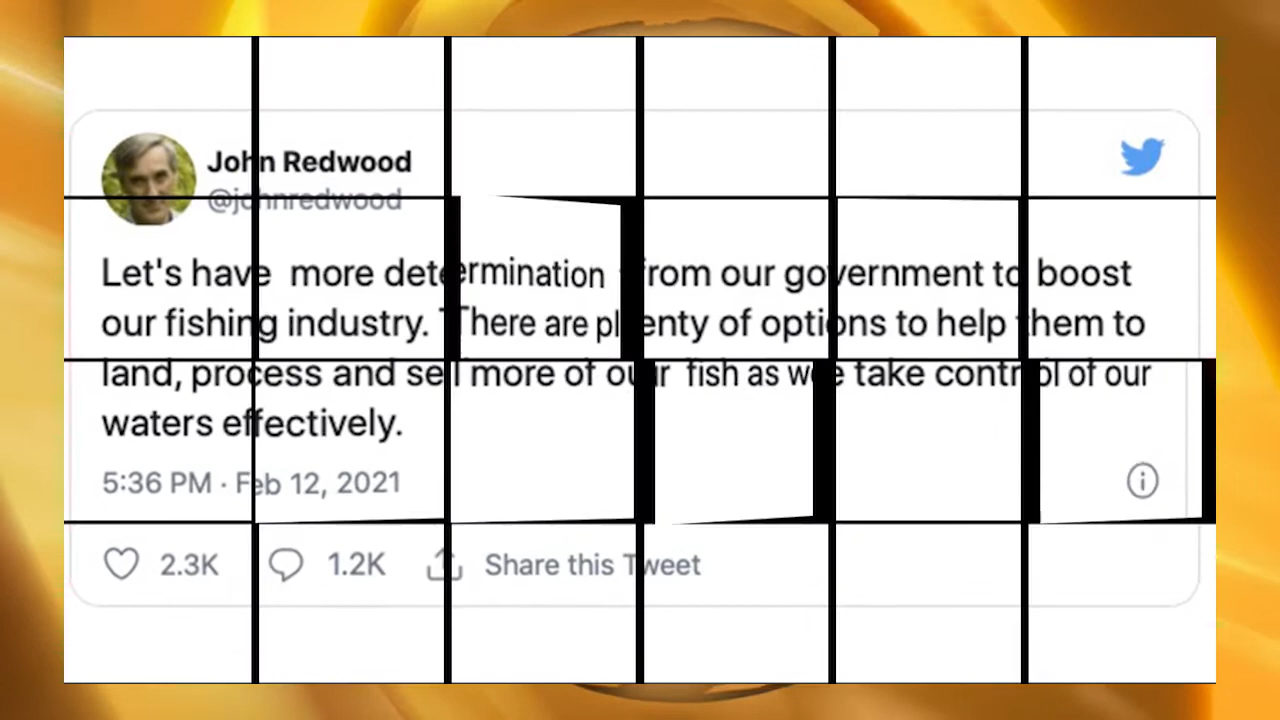 John Redwood
@johnredwood
Let's have more determination from our government to boost
our fishing industry. There are plenty of options to help them to
land, process and sell more of our fish as we take control of our
waters effectively.
5:36 PM · Feb 12, 2021
2.3K 1.2K Share this Tweet